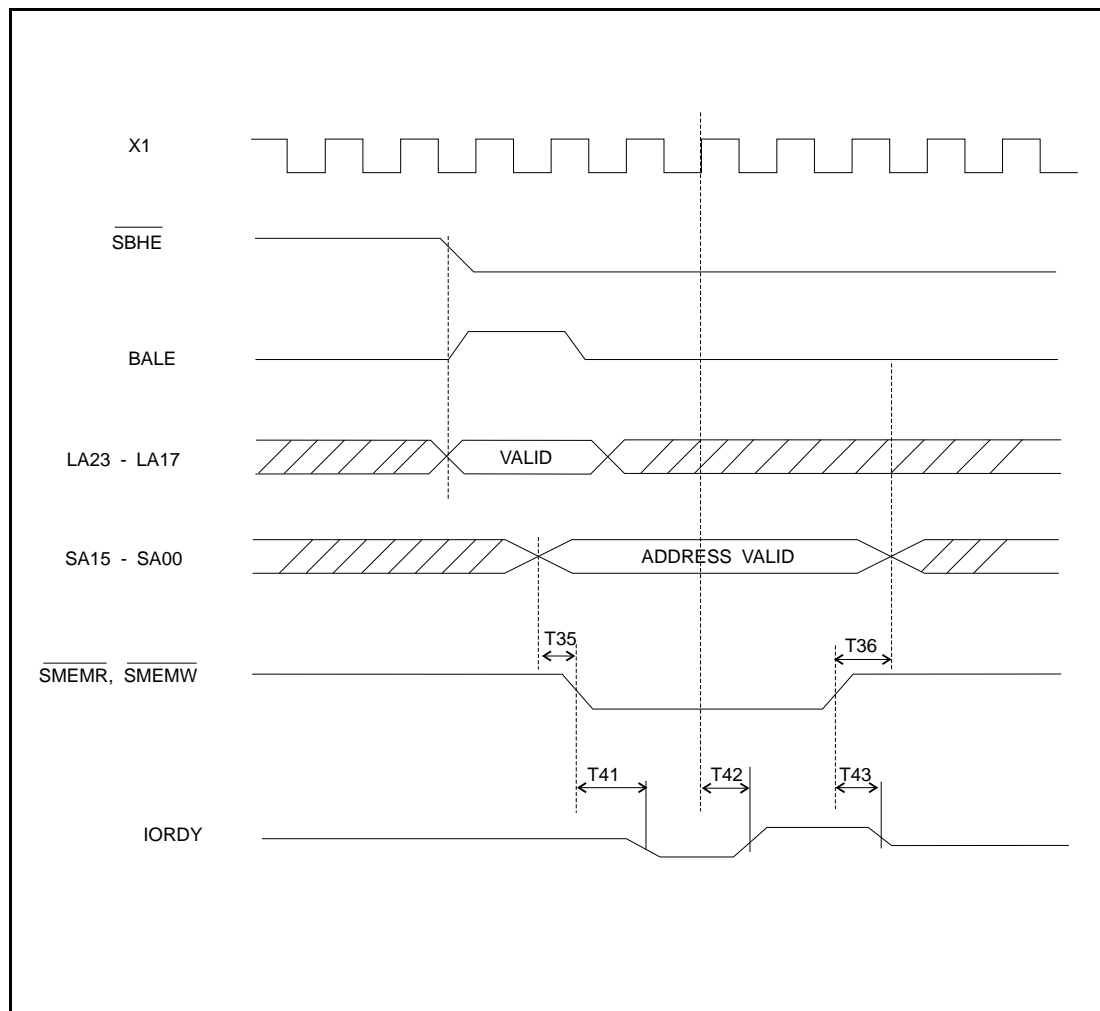 X1
SBHE
BALE
LA23 - LA17
VALID
SA15 - SA00
ADDRESS VALID
T35
T36
SMEMR, SMEMW
T41
T42
T43
IORDY